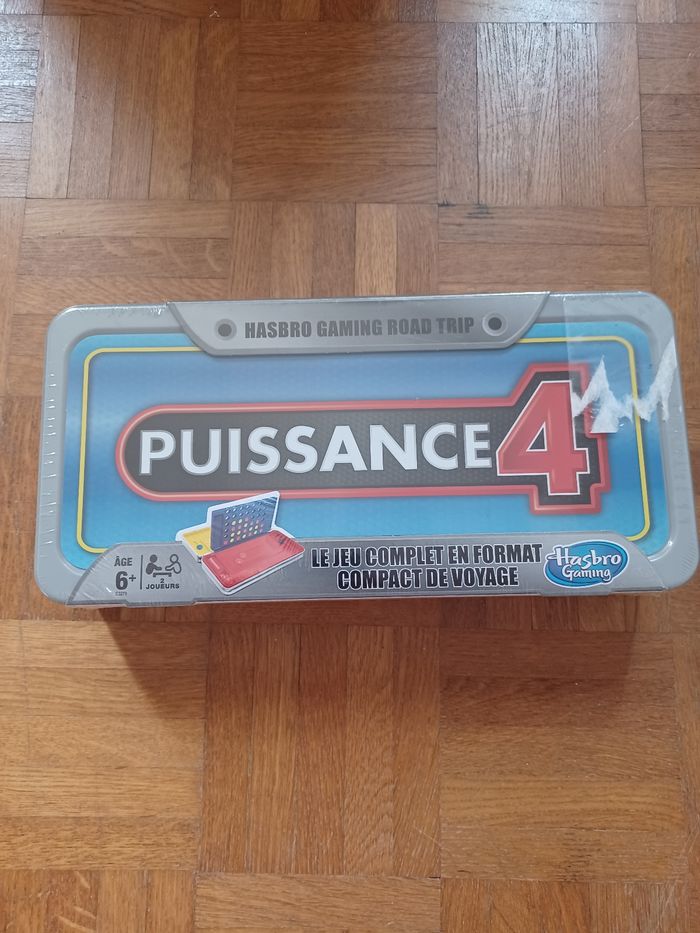 HASBRO GAMING ROAD TRIP
PUISSANCE 4
ÂGE
6+
2
JOUEURS
LE JEU COMPLET EN FORMAT
COMPACT DE VOYAGE
Hasbro
Gaming